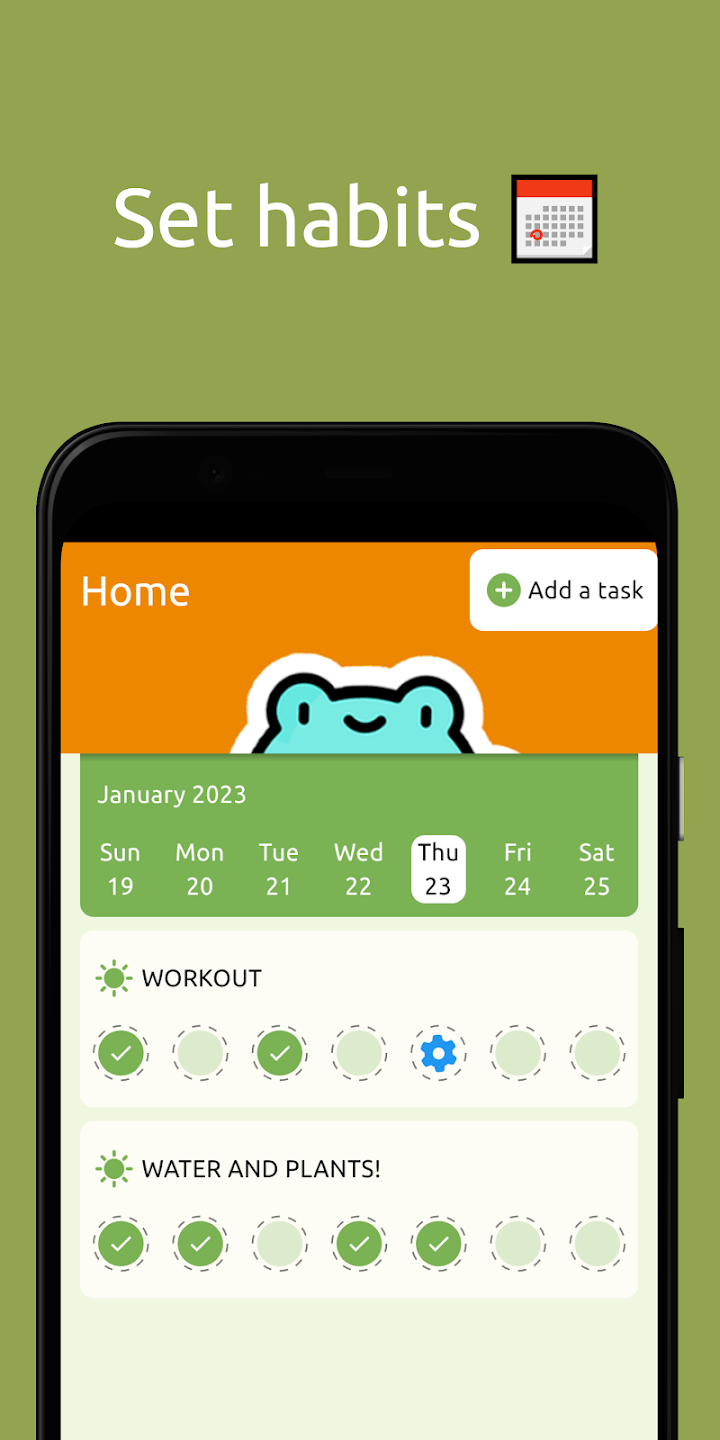 Set habits
Home
Add a task
January 2023
Sun Mon Tue Wed Thu Fri Sat
19 20 21 22 23 24 25
WORKOUT
WATER AND PLANTS!